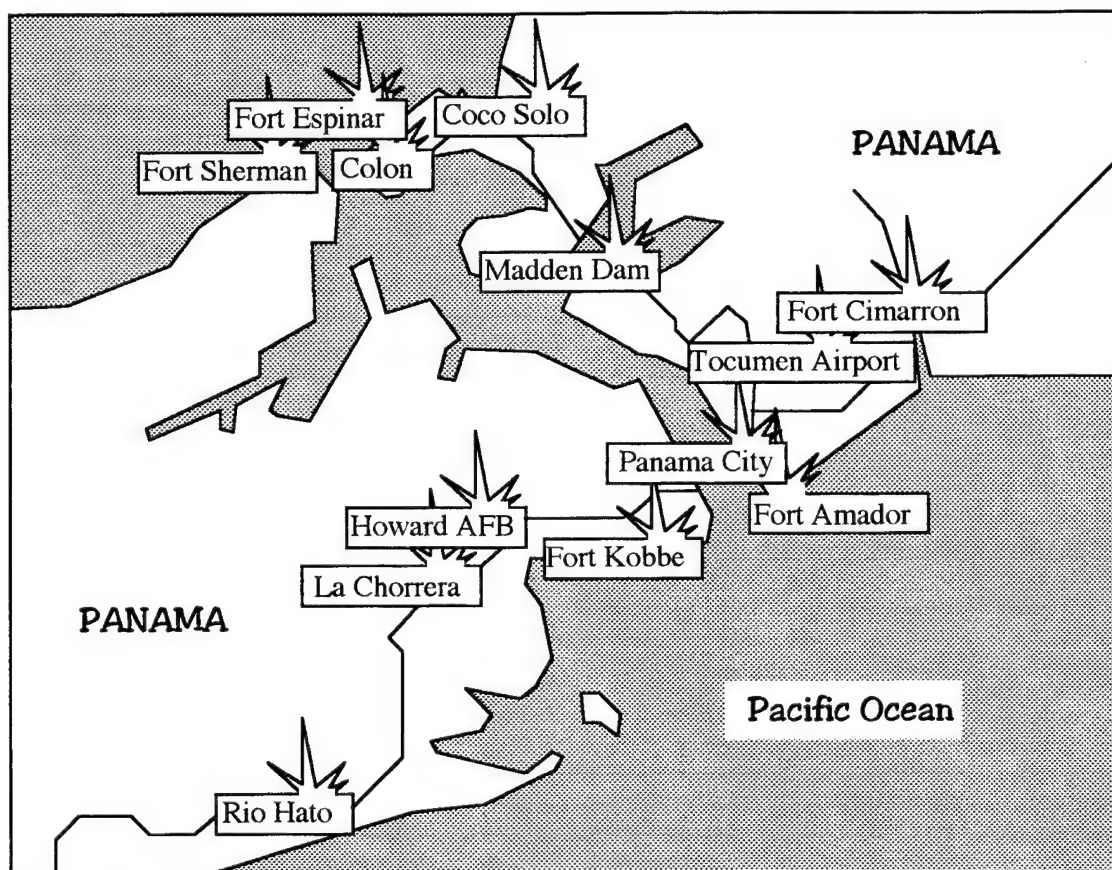 Fort Espinar
Coco Solo
Fort Sherman
Colon
PANAMA
Madden Dam
Fort Cimarron
Tocumen Airport
Panama City
Howard AFB
Fort Amador
Fort Kobbe
La Chorrera
PANAMA
Pacific Ocean
Rio Hato